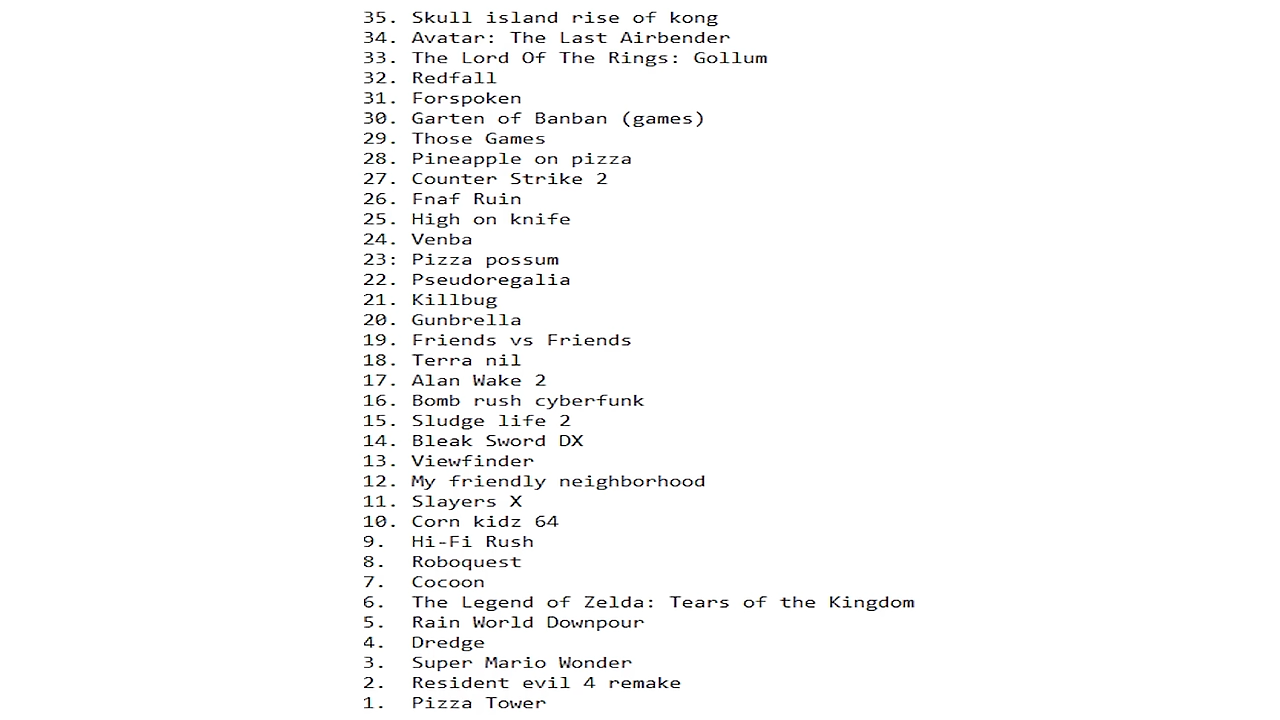 35. Skull island rise of kong
34. Avatar: The Last Airbender
33. The Lord Of The Rings: Gollum
32. Redfall
31. Forspoken
30. Garten of Banban (games)
29. Those Games
28. Pineapple on pizza
27. Counter Strike 2
26. Fnaf Ruin
25. High on knife
24. Venba
23: Pizza possum
22. Pseudoregalia
21. Killbug
20. Gunbrella
19. Friends vs Friends
18. Terra nil
17. Alan Wake 2
16. Bomb rush cyberfunk
15. Sludge life 2
14. Bleak Sword DX
13. Viewfinder
12. My friendly neighborhood
11. Slayers X
10. Corn kidz 64
9. Hi-Fi Rush
8. Roboquest
7. Cocoon
6. The Legend of Zelda: Tears of the Kingdom
5. Rain World Downpour
4. Dredge
3. Super Mario Wonder
2. Resident evil 4 remake
1. Pizza Tower